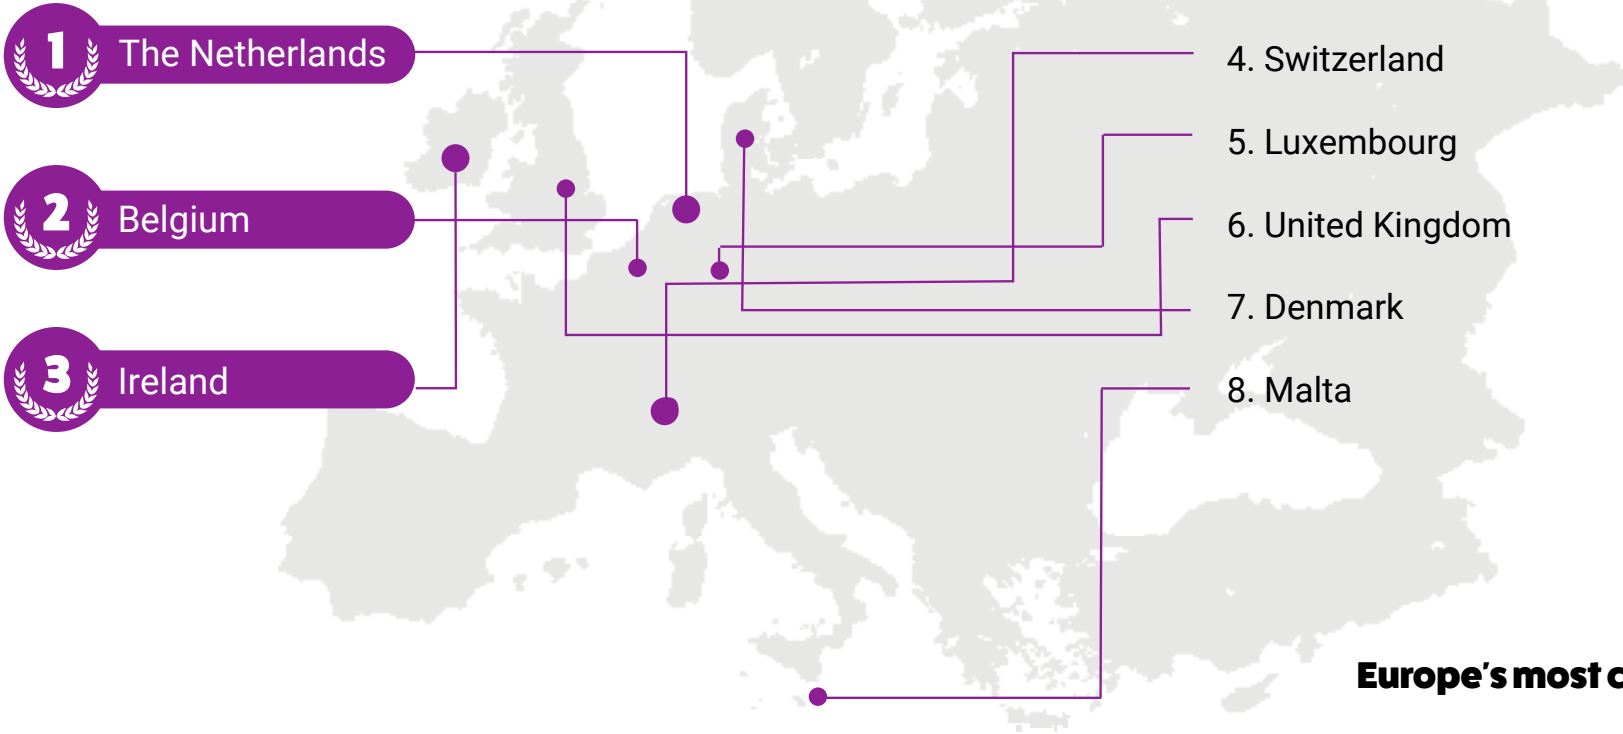 1 The Netherlands
2 Belgium
3 Ireland
4. Switzerland
5. Luxembourg
6. United Kingdom
7. Denmark
8. Malta
Europe's most